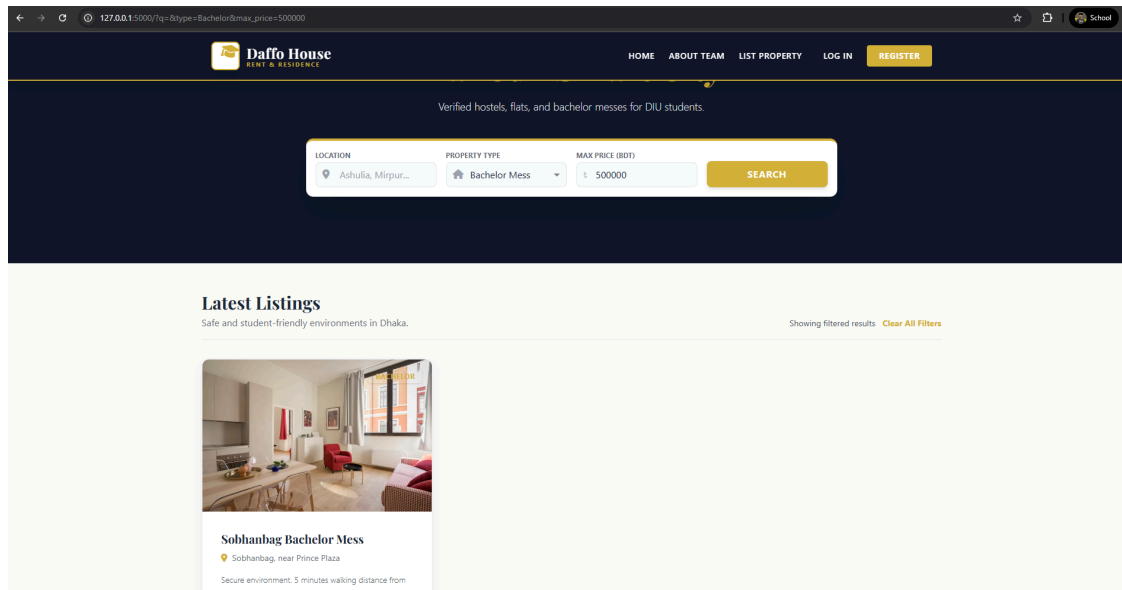 127.0.0.1:5000/?q=&type=Bachelor&max_price=500000
School
Daffo House
RENT & RESIDENCE
HOME ABOUT TEAM LIST PROPERTY LOG IN REGISTER
Verified hostels, flats, and bachelor messes for DIU students.
LOCATION PROPERTY TYPE MAX PRICE (BDT)
Ashulia, Mirpur... Bachelor Mess ৳ 500000 SEARCH
Latest Listings
Safe and student-friendly environments in Dhaka.
Showing filtered results Clear All Filters
BACHELOR
Sobhanbag Bachelor Mess
Sobhanbag, near Prince Plaza
Secure environment. 5 minutes walking distance from